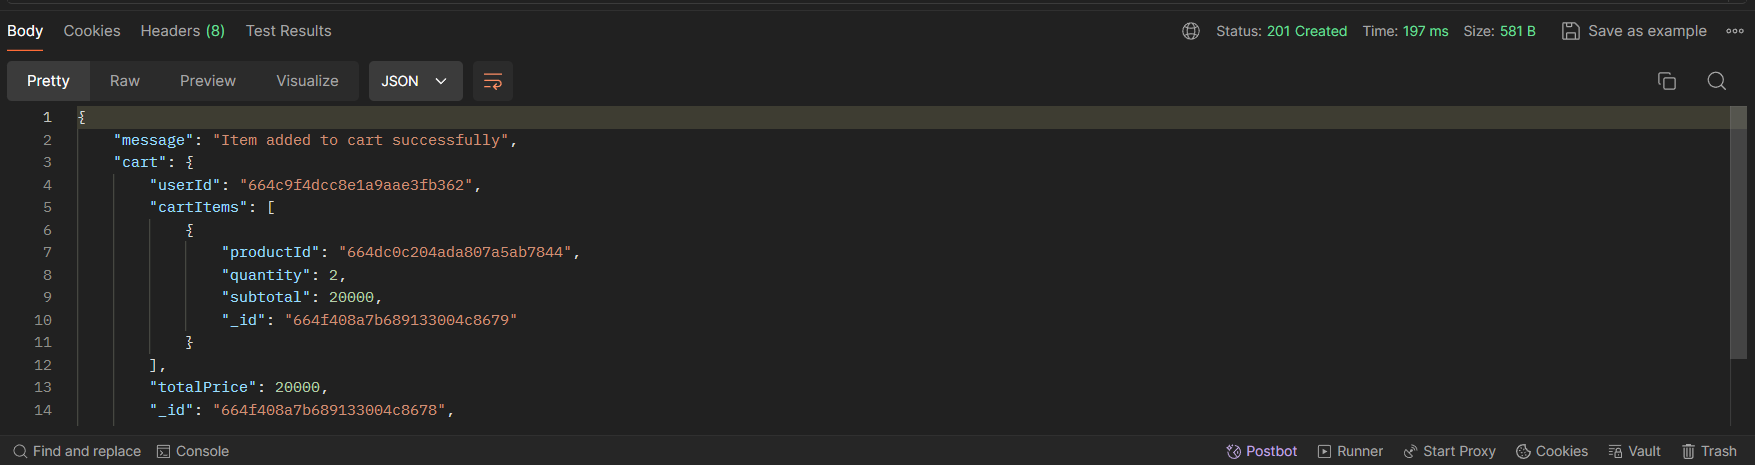 Body Cookies Headers (8) Test Results Status: 201 Created Time: 197 ms Size: 581 B Save as example
Pretty Raw Preview Visualize JSON
1 {
2 "message": "Item added to cart successfully",
3 "cart": {
4 "userId": "664c9f4dcc8e1a9aae3fb362",
5 "cartItems": [
6 {
7 "productId": "664dc0c204ada807a5ab7844",
8 "quantity": 2,
9 "subtotal": 20000,
10 "_id": "664f408a7b689133004c8679"
11 }
12 ],
13 "totalPrice": 20000,
14 "_id": "664f408a7b689133004c8678",
Find and replace Console Postbot Runner Start Proxy Cookies Vault Trash